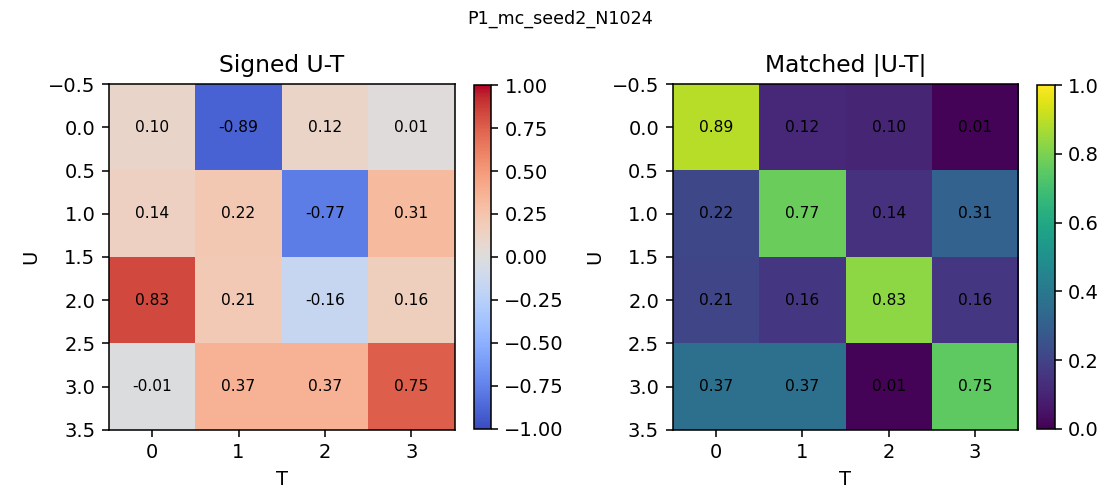 P1_mc_seed2_N1024
Signed U-T
−0.5
0.0
0.5
1.0
1.5
2.0
2.5
3.0
3.5
U
0.10 -0.89 0.12 0.01
0.14 0.22 -0.77 0.31
0.83 0.21 -0.16 0.16
-0.01 0.37 0.37 0.75
0 1 2 3
T
1.00
0.75
0.50
0.25
0.00
−0.25
−0.50
−0.75
−1.00
Matched |U-T|
−0.5
0.0
0.5
1.0
1.5
2.0
2.5
3.0
3.5
U
0.89 0.12 0.10 0.01
0.22 0.77 0.14 0.31
0.21 0.16 0.83 0.16
0.37 0.37 0.01 0.75
0 1 2 3
T
1.0
0.8
0.6
0.4
0.2
0.0